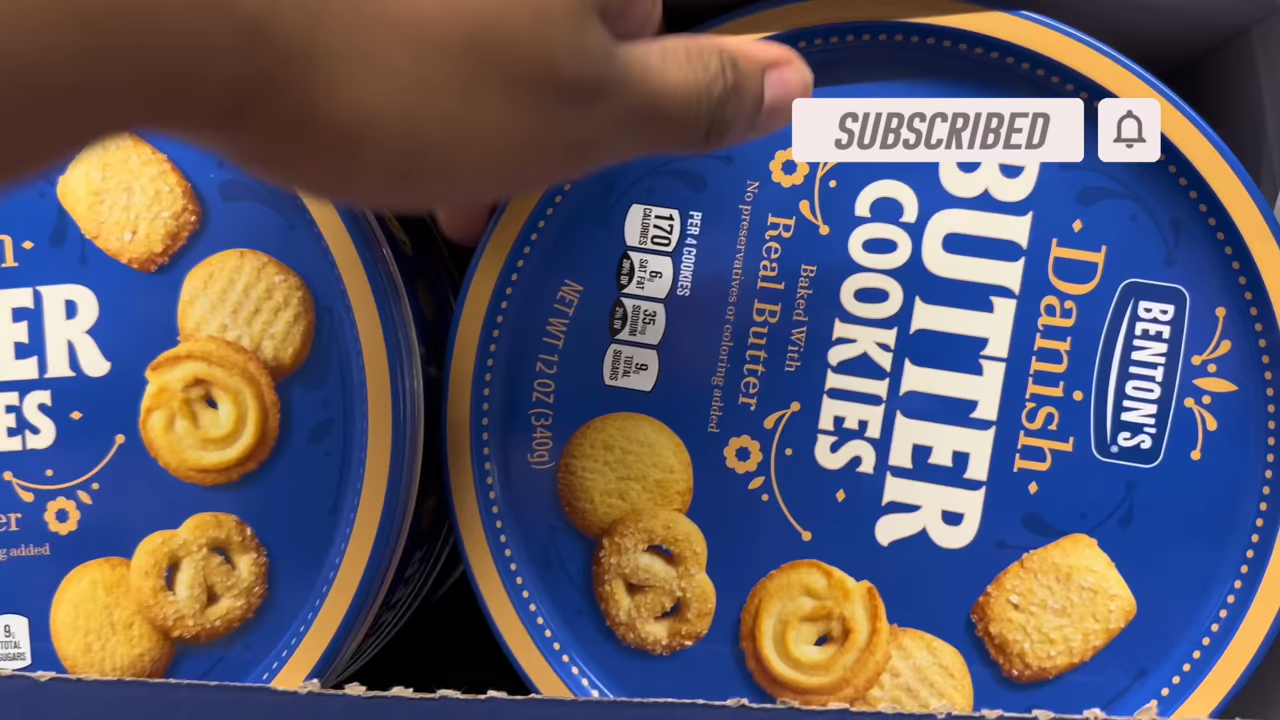 SUBSCRIBED
BENTON'S
®
Danish
BUTTER
COOKIES
Baked With
Real Butter
No preservatives or coloring added
PER 4 COOKIES
170
CALORIES
6g
SAT FAT
28% DV
35mg
SODIUM
2% DV
9g
TOTAL
SUGARS
NET WT 12 OZ (340g)
n
ER
ES
er
g added
9g
TOTAL
SUGARS